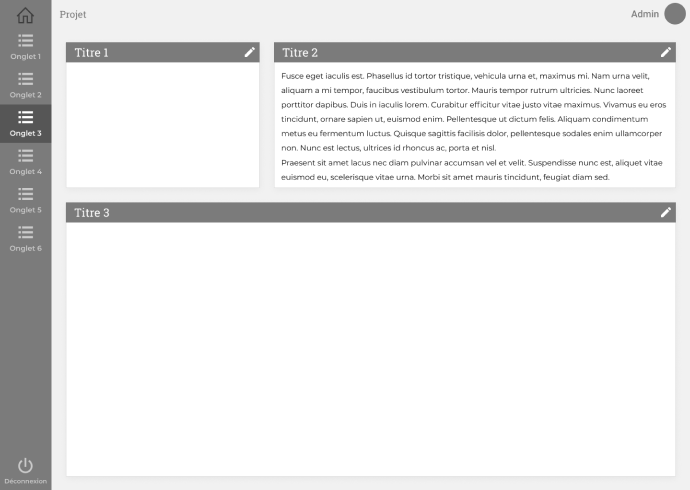 Projet
Admin
Onglet 1
Onglet 2
Onglet 3
Onglet 4
Onglet 5
Onglet 6
Déconnexion
Titre 1
Titre 2
Fusce eget iaculis est. Phasellus id tortor tristique, vehicula urna et, maximus mi. Nam urna velit,
aliquam a mi tempor, faucibus vestibulum tortor. Mauris tempor rutrum ultricies. Nunc laoreet
porttitor dapibus. Duis in iaculis lorem. Curabitur efficitur vitae justo vitae maximus. Vivamus eu eros
tincidunt, ornare sapien ut, euismod enim. Pellentesque ut dictum felis. Aliquam condimentum
metus eu fermentum luctus. Quisque sagittis facilisis dolor, pellentesque sodales enim ullamcorper
non. Nunc est lectus, ultrices id rhoncus ac, porta et nisl.
Praesent sit amet lacus nec diam pulvinar accumsan vel et velit. Suspendisse nunc est, aliquet vitae
euismod eu, scelerisque vitae urna. Morbi sit amet mauris tincidunt, feugiat diam sed.
Titre 3